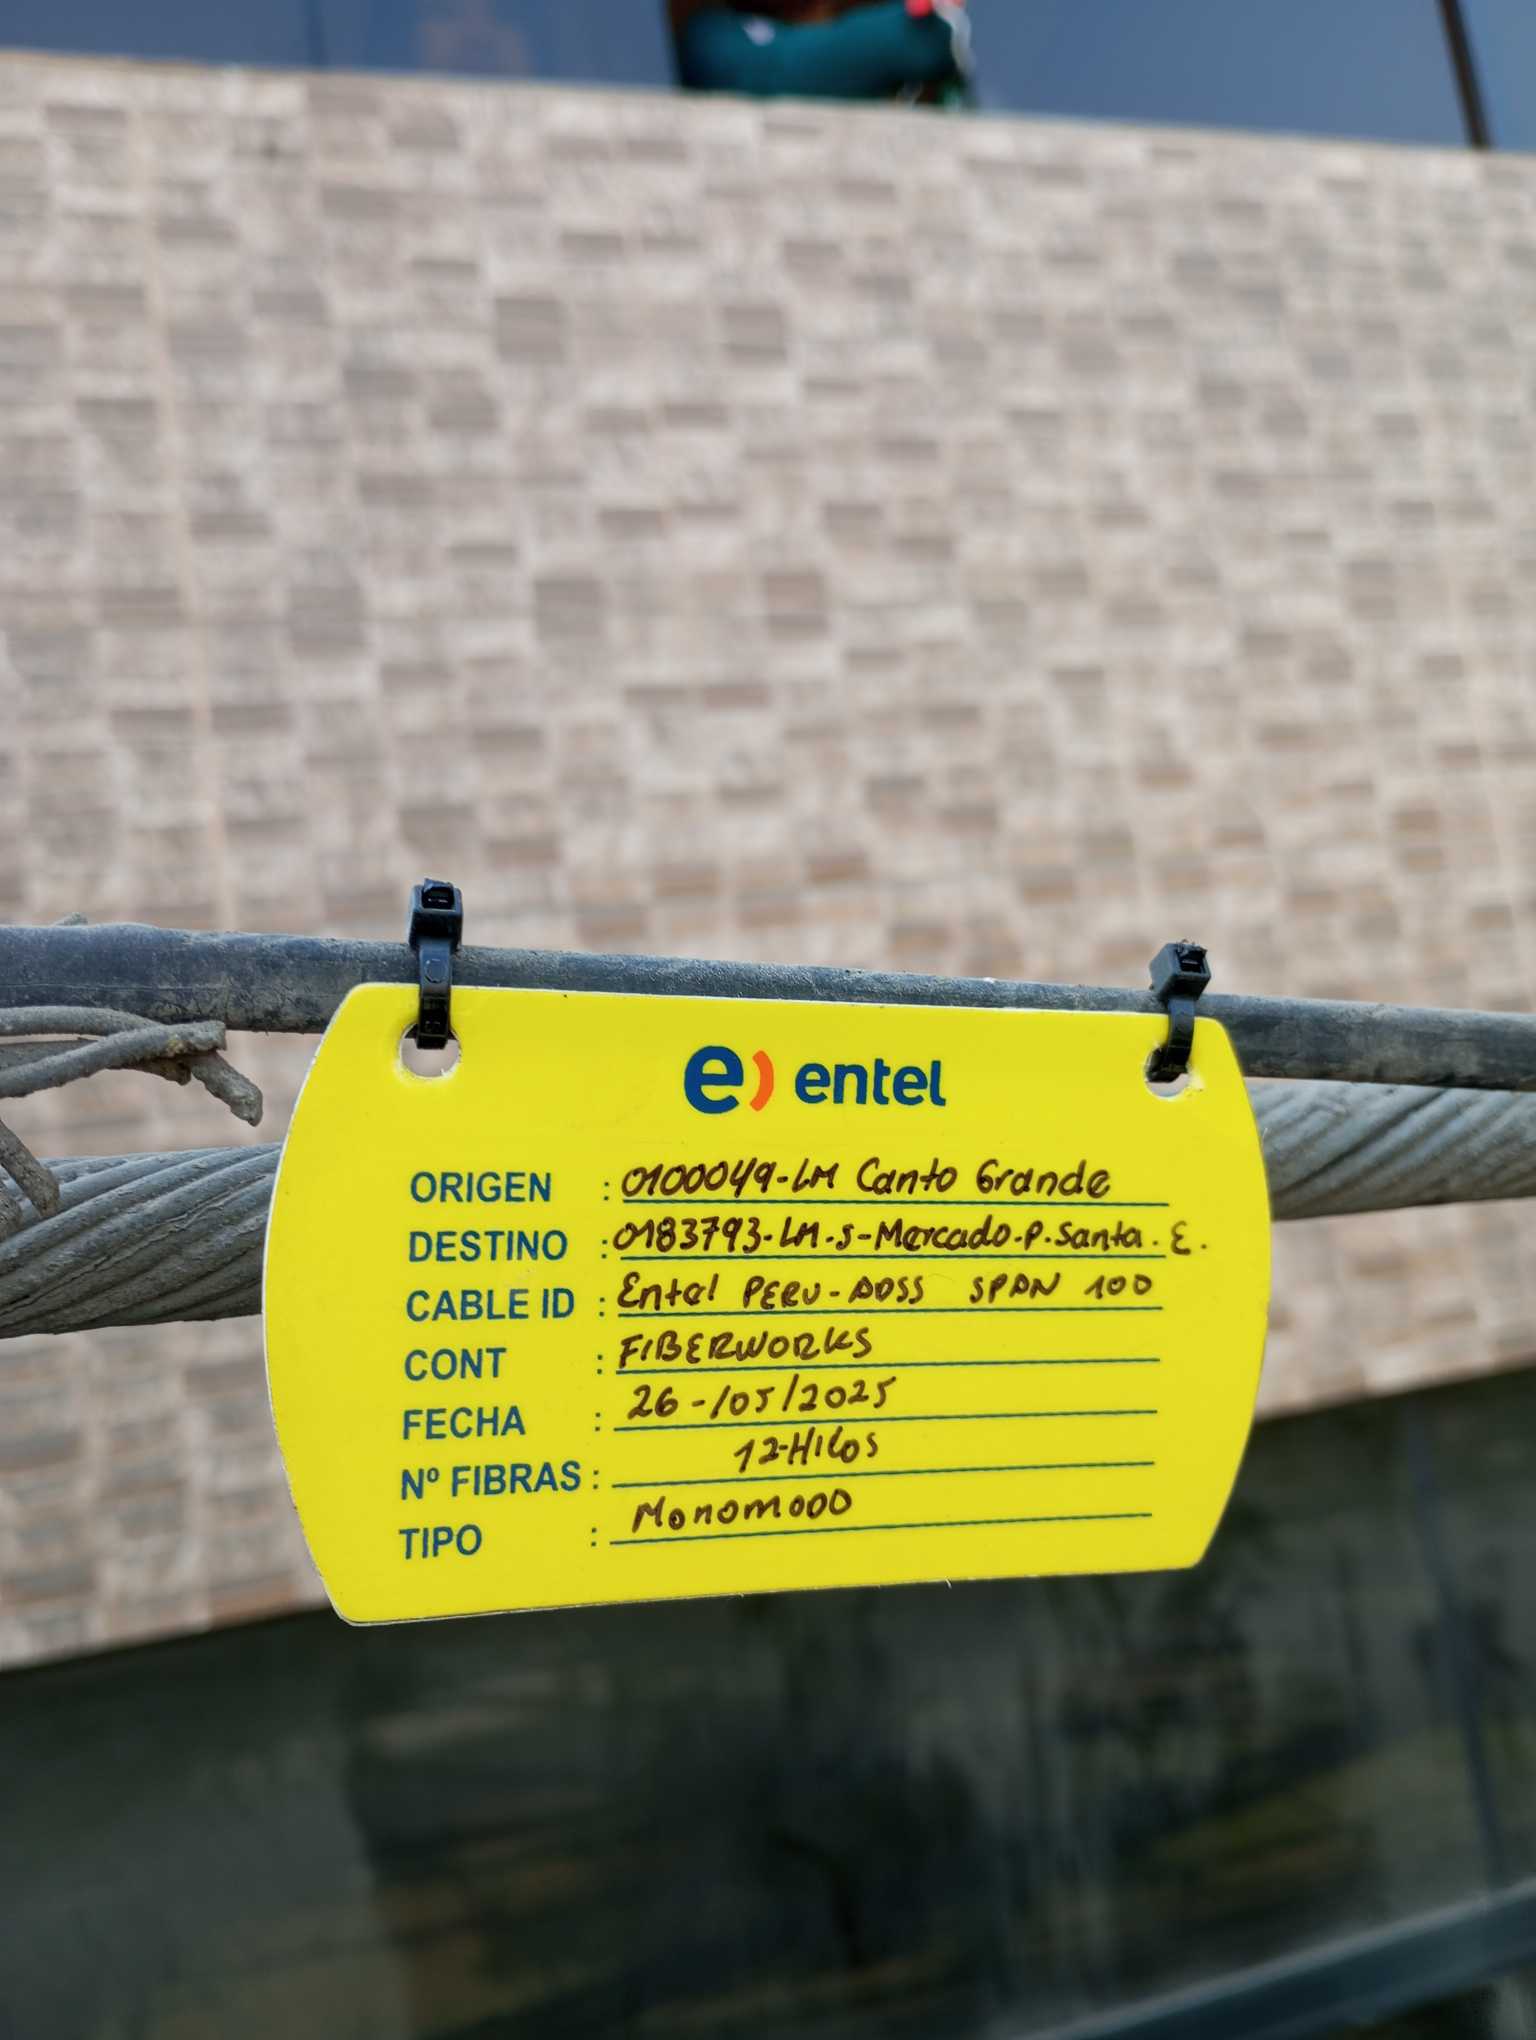 e) entel
ORIGEN : 0100049-LM Canto Grande
DESTINO : 0183793-LM-S-Mercado.P.Santa.E.
CABLE ID : Entel PERU-ADSS SPAN 100
CONT : FIBERWORKS
FECHA : 26-/05/2025
Nº FIBRAS : 12-HILOS
TIPO : MonomODO